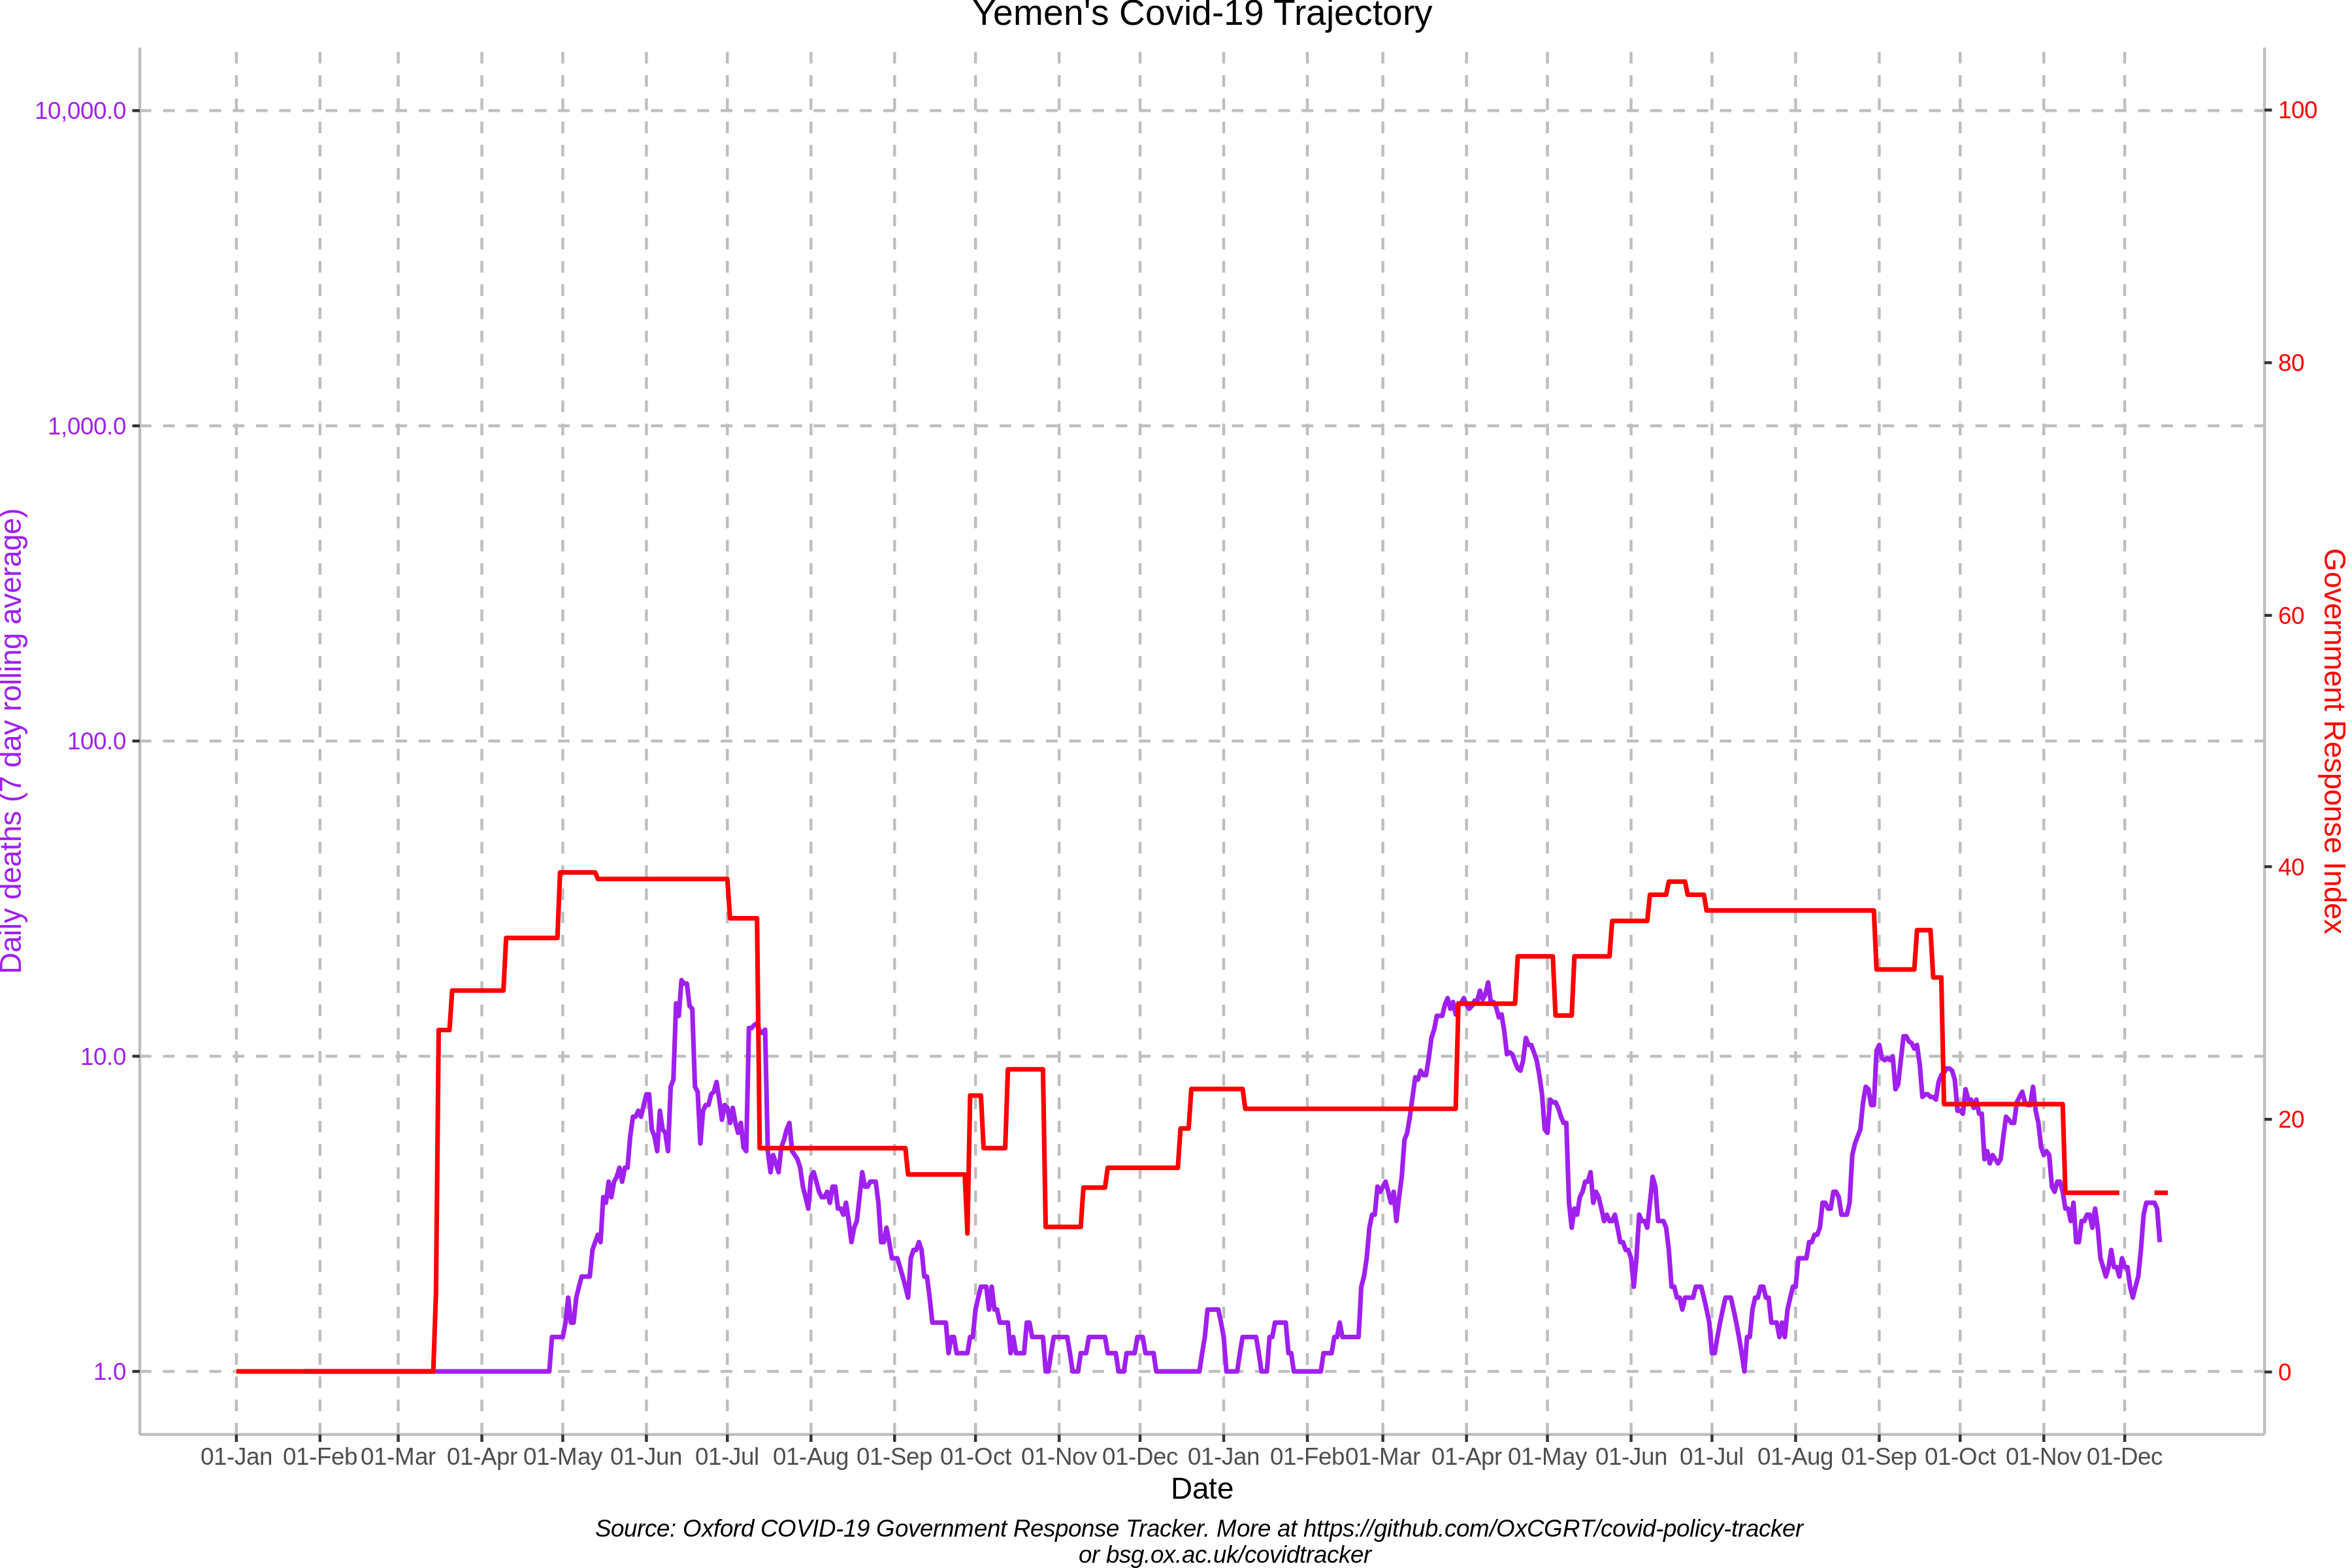 Yemen's Covid-19 Trajectory
10,000.0
1,000.0
100.0
10.0
1.0
Daily deaths (7 day rolling average)
100
80
60
40
20
0
Government Response Index
01-Jan 01-Feb 01-Mar 01-Apr 01-May 01-Jun 01-Jul 01-Aug 01-Sep 01-Oct 01-Nov 01-Dec 01-Jan 01-Feb 01-Mar 01-Apr 01-May 01-Jun 01-Jul 01-Aug 01-Sep 01-Oct 01-Nov 01-Dec
Date
Source: Oxford COVID-19 Government Response Tracker. More at https://github.com/OxCGRT/covid-policy-tracker
or bsg.ox.ac.uk/covidtracker